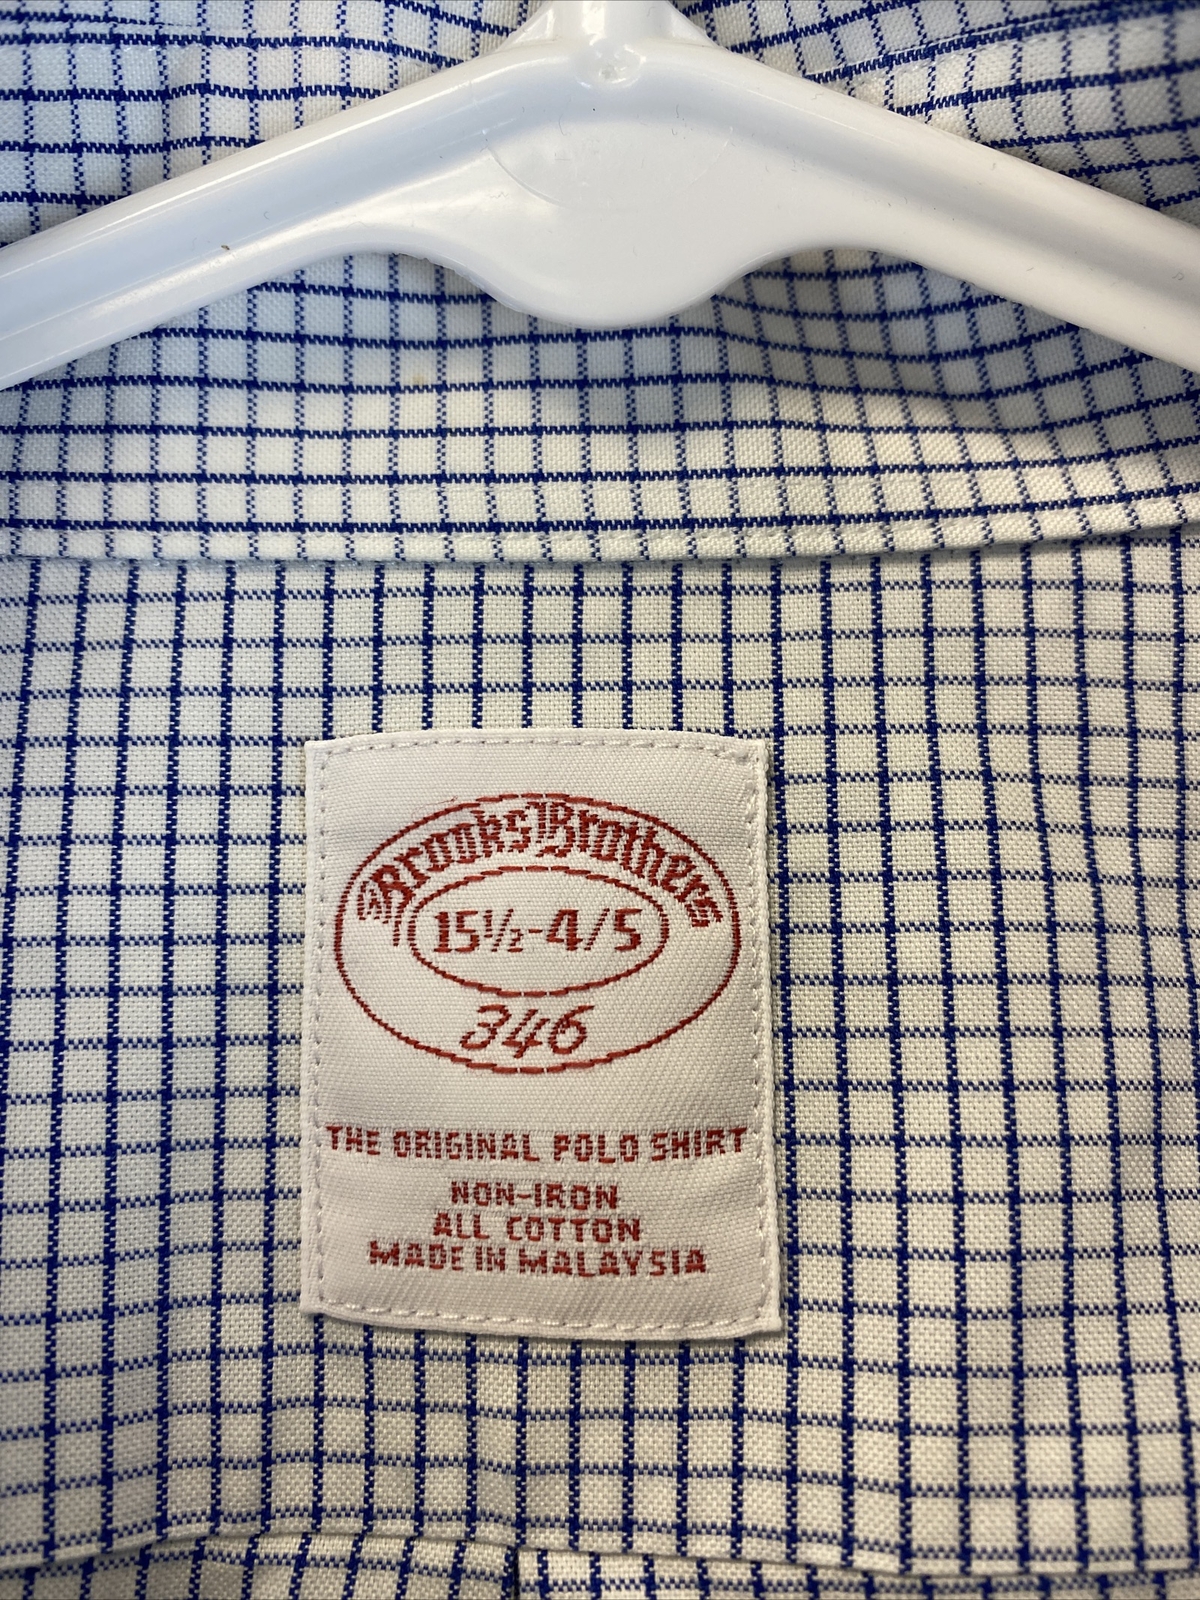 Brooks Brothers
15½-4/5
346
THE ORIGINAL POLO SHIRT
NON-IRON
ALL COTTON
MADE IN MALAYSIA